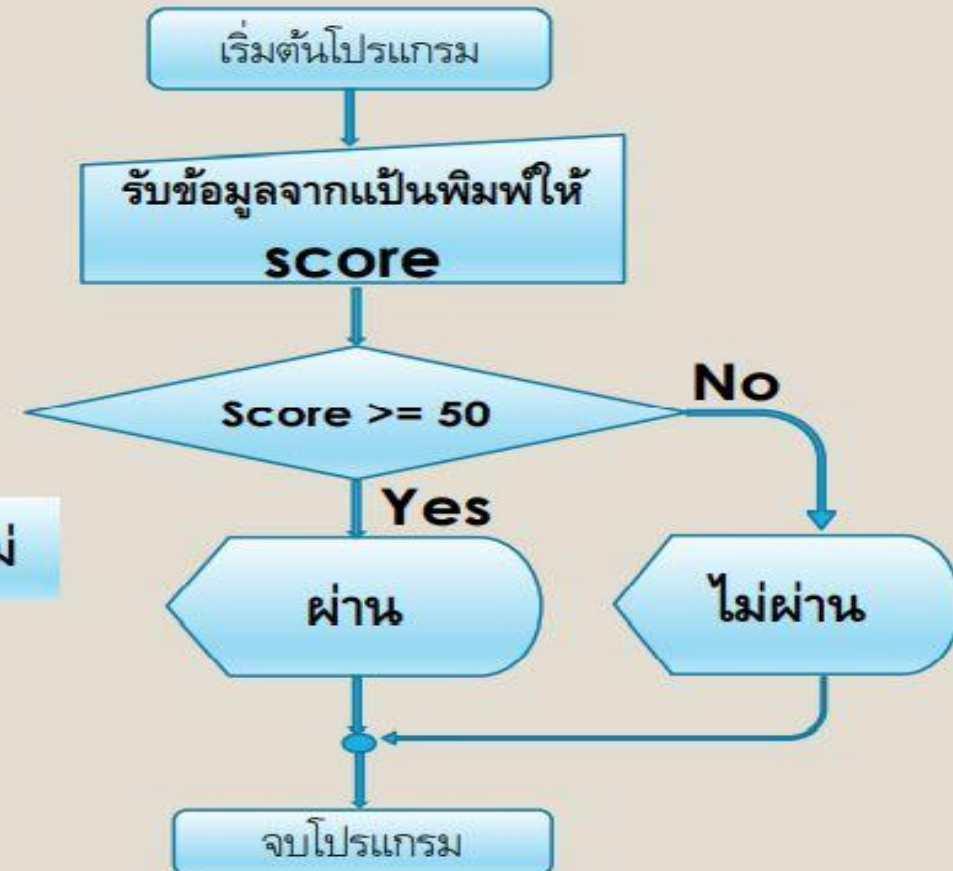 เริ่มต้นโปรแกรม
รับข้อมูลจากแป้นพิมพ์ให้
score
Score >= 50
No
Yes
ผ่าน
ไม่ผ่าน
จบโปรแกรม